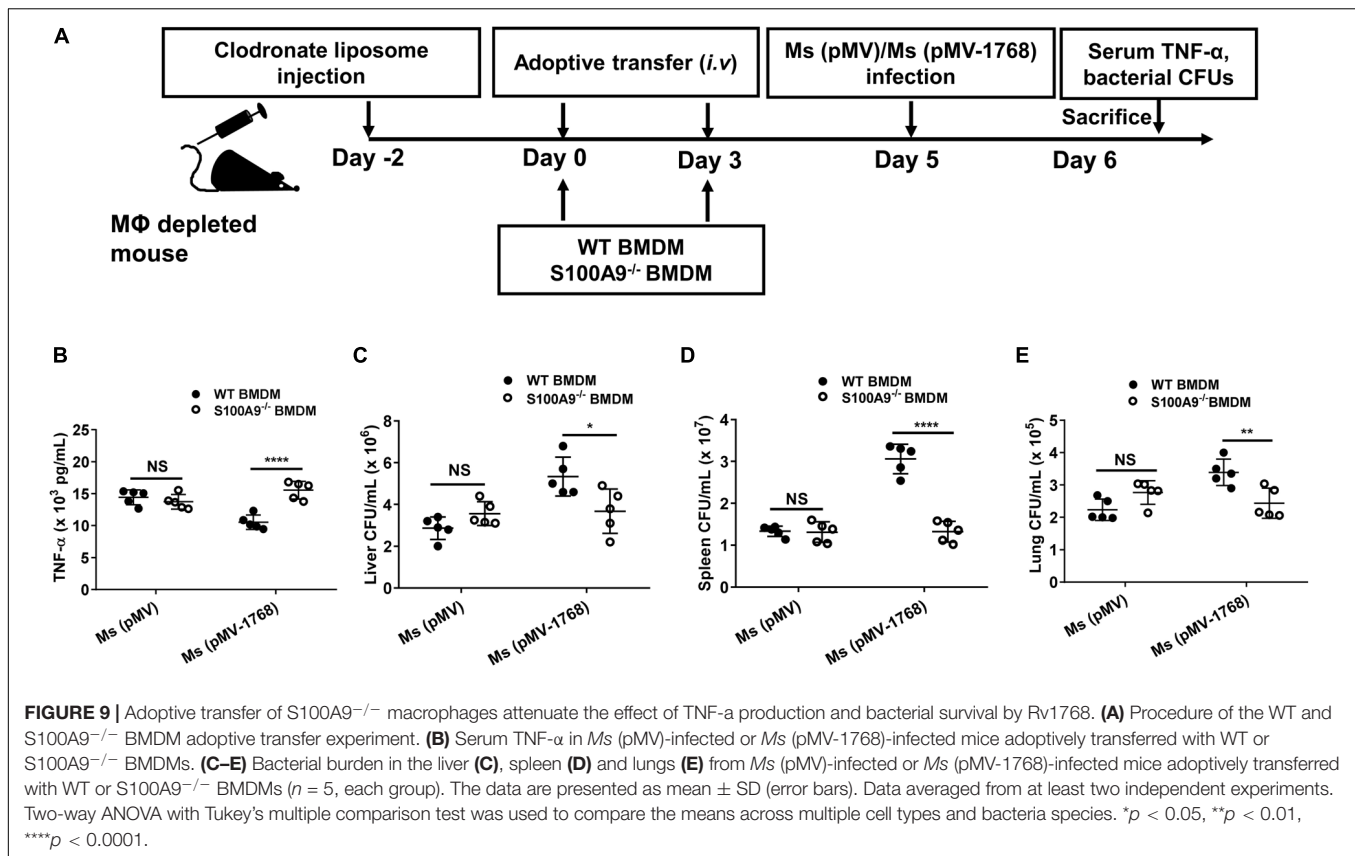 A
Clodronate liposome
injection
Adoptive transfer (i.v)
Ms (pMV)/Ms (pMV-1768)
infection
Serum TNF-α,
bacterial CFUs
Sacrifice
Day -2
Day 0
Day 3
Day 5
Day 6
MΦ depleted
mouse
WT BMDM
S100A9-/- BMDM
B
WT BMDM
S100A9-/- BMDM
TNF-α (x 10³ pg/mL)
25
20
15
10
5
0
NS
****
Ms (pMV)
Ms (pMV-1768)
C
WT BMDM
S100A9-/- BMDM
Liver CFU/mL (x 10⁶)
8
6
4
2
0
NS
*
Ms (pMV)
Ms (pMV-1768)
D
WT BMDM
S100A9-/- BMDM
Spleen CFU/mL (x 10⁷)
5
4
3
2
1
0
NS
****
Ms (pMV)
Ms (pMV-1768)
E
WT BMDM
S100A9-/-BMDM
Lung CFU/mL (x 10⁵)
5
4
3
2
1
0
NS
**
Ms (pMV)
Ms (pMV-1768)
FIGURE 9 | Adoptive transfer of S100A9−/− macrophages attenuate the effect of TNF-a production and bacterial survival by Rv1768. (A) Procedure of the WT and
S100A9−/− BMDM adoptive transfer experiment. (B) Serum TNF-α in Ms (pMV)-infected or Ms (pMV-1768)-infected mice adoptively transferred with WT or
S100A9−/− BMDMs. (C–E) Bacterial burden in the liver (C), spleen (D) and lungs (E) from Ms (pMV)-infected or Ms (pMV-1768)-infected mice adoptively transferred
with WT or S100A9−/− BMDMs (n = 5, each group). The data are presented as mean ± SD (error bars). Data averaged from at least two independent experiments.
Two-way ANOVA with Tukey's multiple comparison test was used to compare the means across multiple cell types and bacteria species. *p < 0.05, **p < 0.01,
****p < 0.0001.